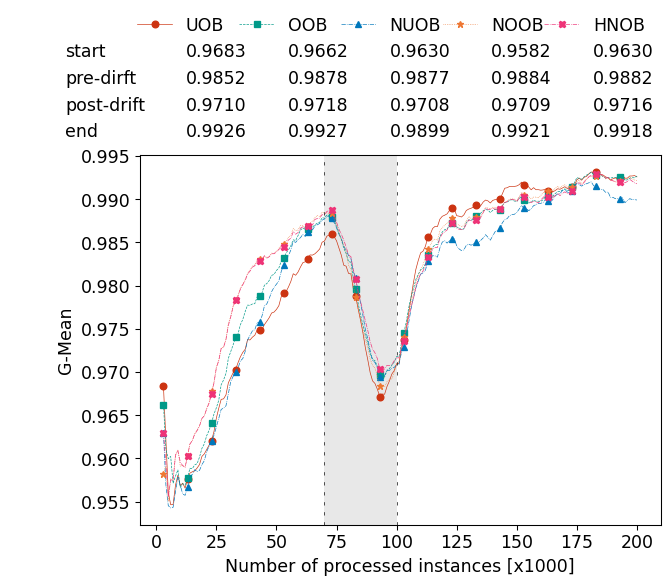 UOB OOB NUOB NOOB HNOB
start 0.9683 0.9662 0.9630 0.9582 0.9630
pre-dirft 0.9852 0.9878 0.9877 0.9884 0.9882
post-drift 0.9710 0.9718 0.9708 0.9709 0.9716
end 0.9926 0.9927 0.9899 0.9921 0.9918
0.995
0.990
0.985
0.980
0.975
0.970
0.965
0.960
0.955
G-Mean
0 25 50 75 100 125 150 175 200
Number of processed instances [x1000]